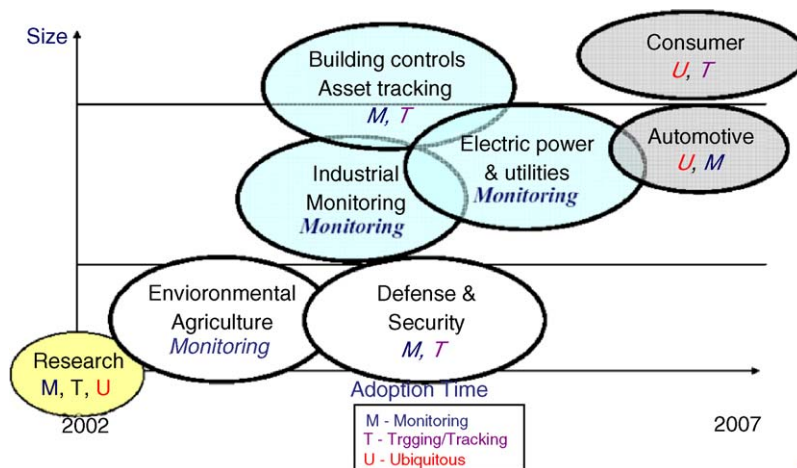 Size
Building controls
Asset tracking
M, T
Consumer
U, T
Electric power
& utilities
Monitoring
Automotive
U, M
Industrial
Monitoring
Monitoring
Envioronmental
Agriculture
Monitoring
Defense &
Security
M, T
Research
M, T, U
Adoption Time
2002
2007
M - Monitoring
T - Trgging/Tracking
U - Ubiquitous